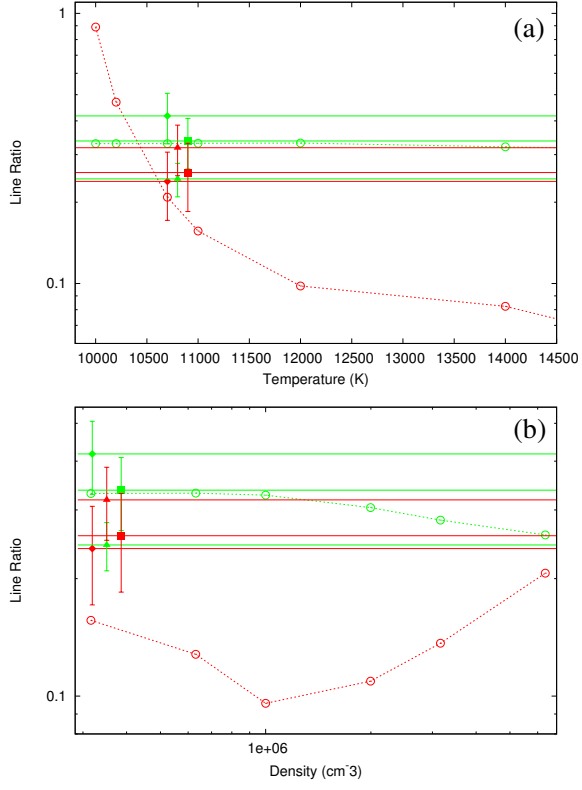 (a)
1
0.1
Line Ratio
10000 10500 11000 11500 12000 12500 13000 13500 14000 14500
Temperature (K)
(b)
Line Ratio
0.1
1e+06
Density (cm⁻3)